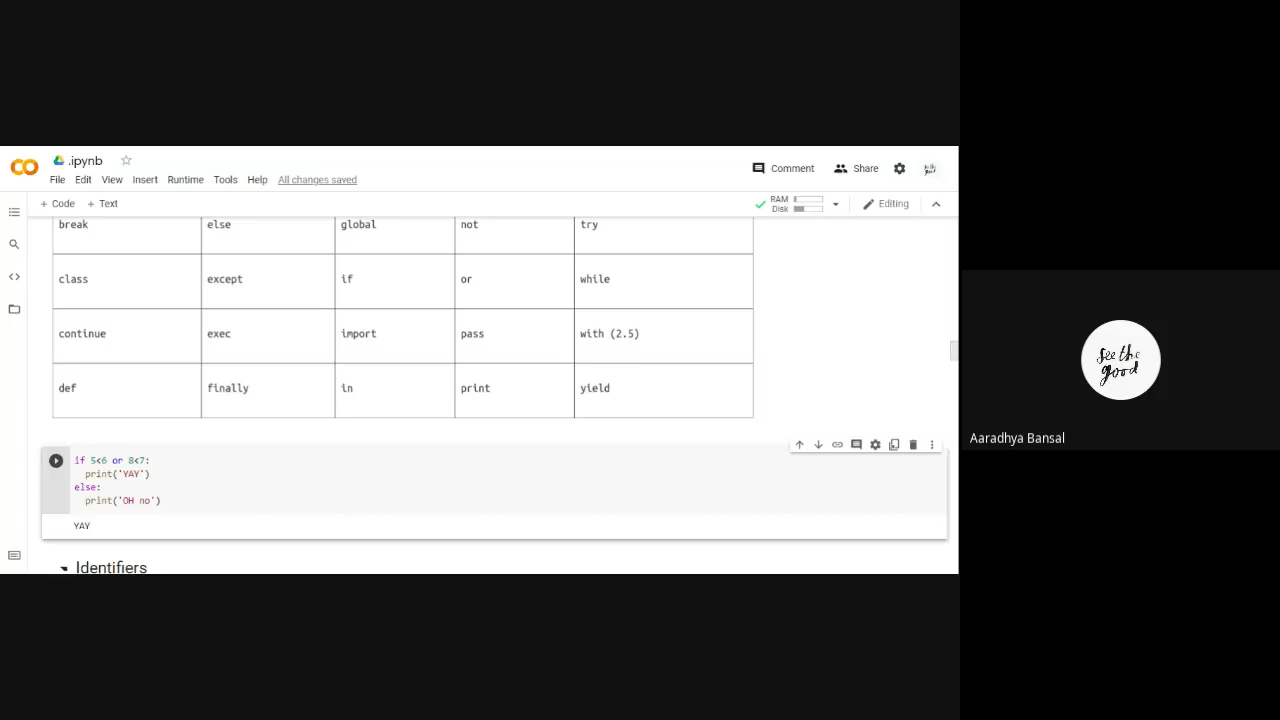 .ipynb
Comment Share
File Edit View Insert Runtime Tools Help All changes saved
+ Code + Text RAM Disk Editing
break else global not try
class except if or while
continue exec import pass with (2.5)
def finally in print yield
if 5<6 or 8<7:
print('YAY')
else:
print('OH no')
YAY
Identifiers
See the
good
Aaradhya Bansal